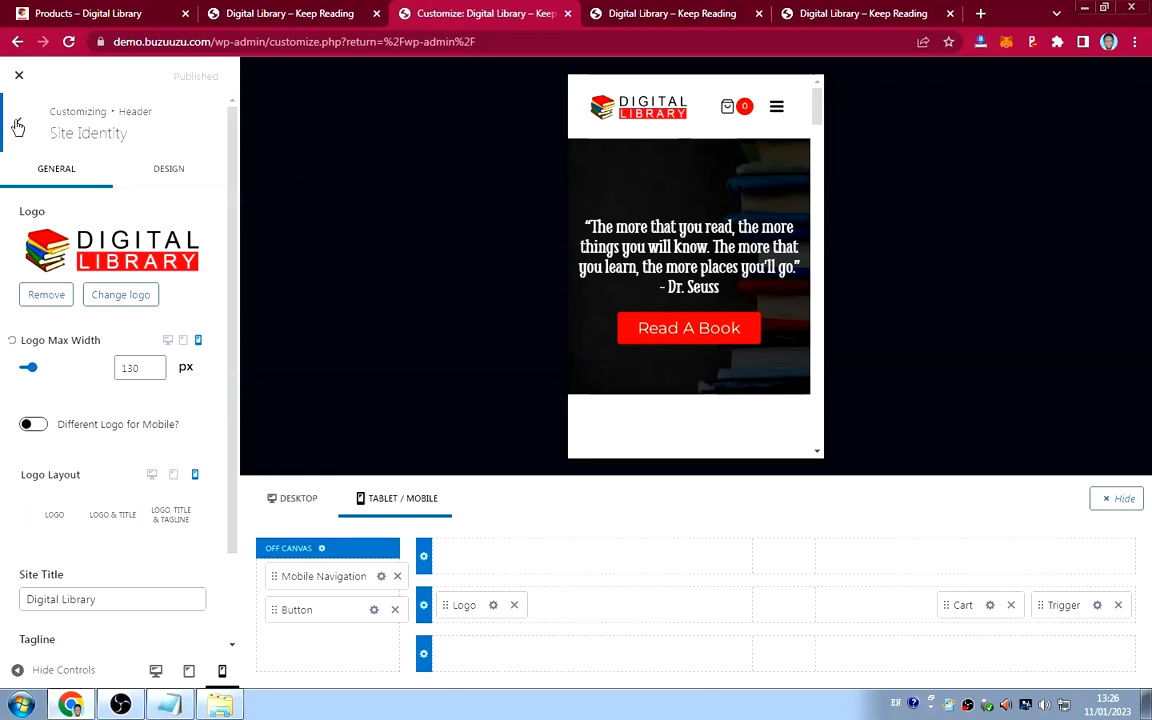 Products ‹ Digital Library
Digital Library – Keep Reading
Customize: Digital Library – Keep
Digital Library – Keep Reading
Digital Library – Keep Reading
demo.buzuuzu.com/wp-admin/customize.php?return=%2Fwp-admin%2F
Published
Customizing • Header
Site Identity
GENERAL
DESIGN
Logo
DIGITAL
LIBRARY
Remove
Change logo
Logo Max Width
130
px
Different Logo for Mobile?
Logo Layout
LOGO
LOGO & TITLE
LOGO, TITLE
& TAGLINE
Site Title
Digital Library
Tagline
Hide Controls
DIGITAL
LIBRARY
0
“The more that you read, the more
things you will know. The more that
you learn, the more places you'll go.”
- Dr. Seuss
Read A Book
DESKTOP
TABLET / MOBILE
× Hide
OFF CANVAS
Mobile Navigation
Button
Logo
Cart
Trigger
EN
13:26
11/01/2023